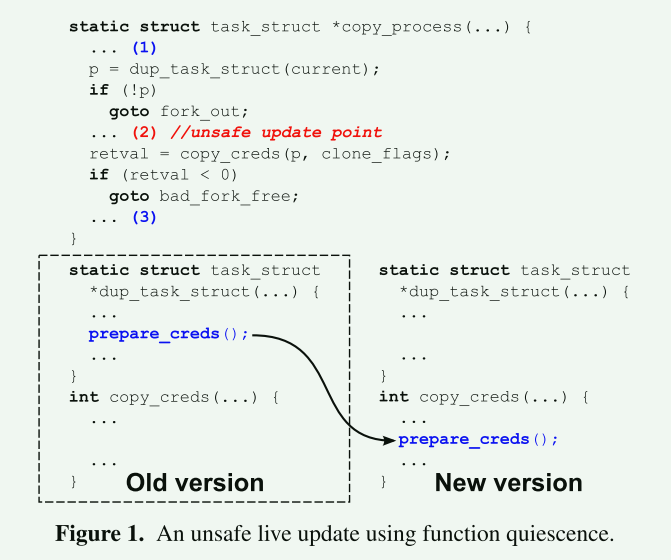 static struct task_struct *copy_process(...) {
... (1)
p = dup_task_struct(current);
if (!p)
goto fork_out;
... (2) //unsafe update point
retval = copy_creds(p, clone_flags);
if (retval < 0)
goto bad_fork_free;
... (3)
}
static struct task_struct
*dup_task_struct(...) {
...
prepare_creds();
...
}
int copy_creds(...) {
...
...
}
Old version
static struct task_struct
*dup_task_struct(...) {
...
...
}
int copy_creds(...) {
...
prepare_creds();
...
}
New version
Figure 1. An unsafe live update using function quiescence.